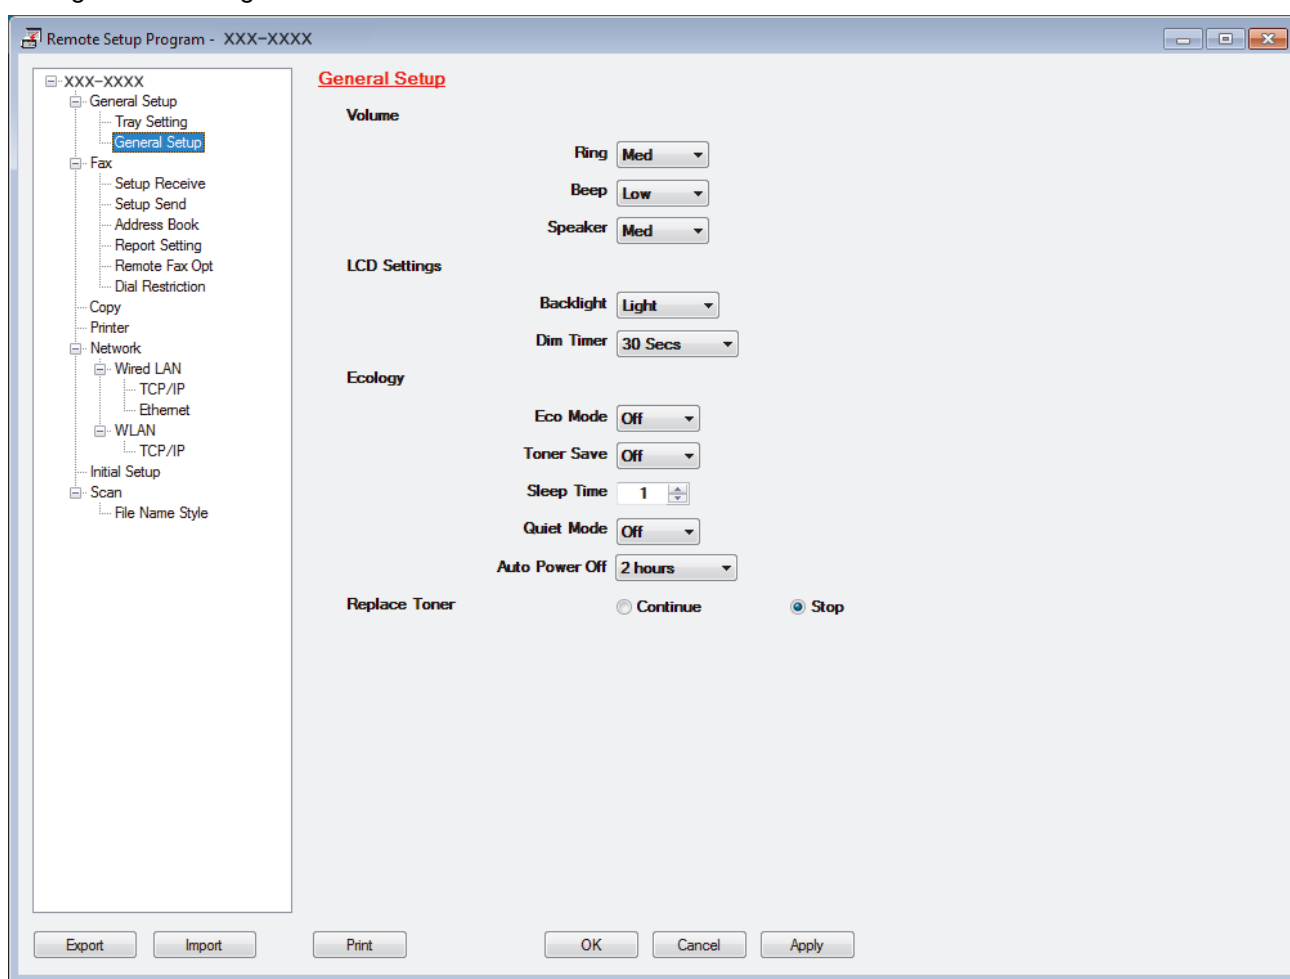 Remote Setup Program - XXX-XXXX
XXX-XXXX
General Setup
Tray Setting
General Setup
Fax
Setup Receive
Setup Send
Address Book
Report Setting
Remote Fax Opt
Dial Restriction
Copy
Printer
Network
Wired LAN
TCP/IP
Ethernet
WLAN
TCP/IP
Initial Setup
Scan
File Name Style
General Setup
Volume
Ring Med
Beep Low
Speaker Med
LCD Settings
Backlight Light
Dim Timer 30 Secs
Ecology
Eco Mode Off
Toner Save Off
Sleep Time 1
Quiet Mode Off
Auto Power Off 2 hours
Replace Toner Continue Stop
Export Import Print OK Cancel Apply